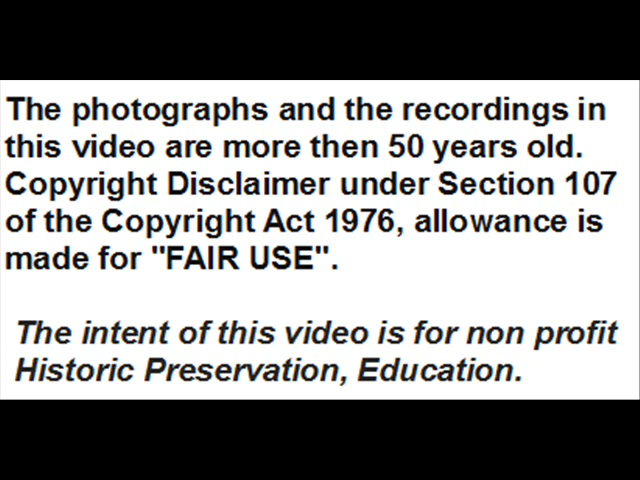 The photographs and the recordings in
this video are more then 50 years old.
Copyright Disclaimer under Section 107
of the Copyright Act 1976, allowance is
made for "FAIR USE".
The intent of this video is for non profit
Historic Preservation, Education.